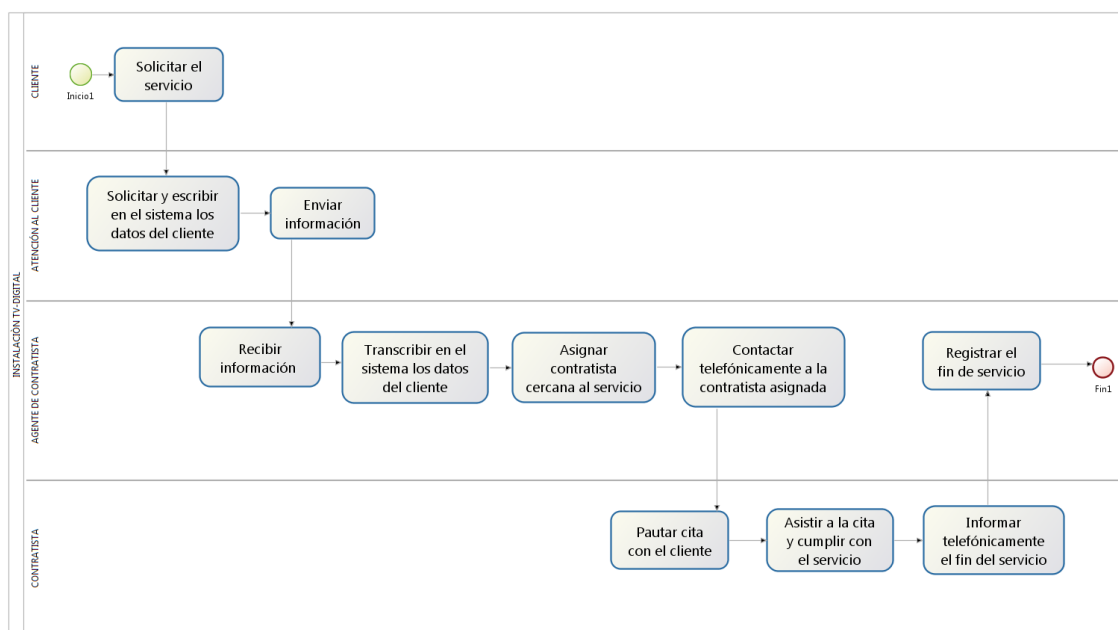 INSTALACIÓN TV-DIGITAL
CLIENTE
Inicio1
Solicitar el
servicio
ATENCIÓN AL CLIENTE
Solicitar y escribir
en el sistema los
datos del cliente
Enviar
información
AGENTE DE CONTRATISTA
Recibir
información
Transcribir en el
sistema los datos
del cliente
Asignar
contratista
cercana al servicio
Contactar
telefónicamente a la
contratista asignada
Registrar el
fin de servicio
Fin1
CONTRATISTA
Pautar cita
con el cliente
Asistir a la cita
y cumplir con
el servicio
Informar
telefónicamente
el fin del servicio